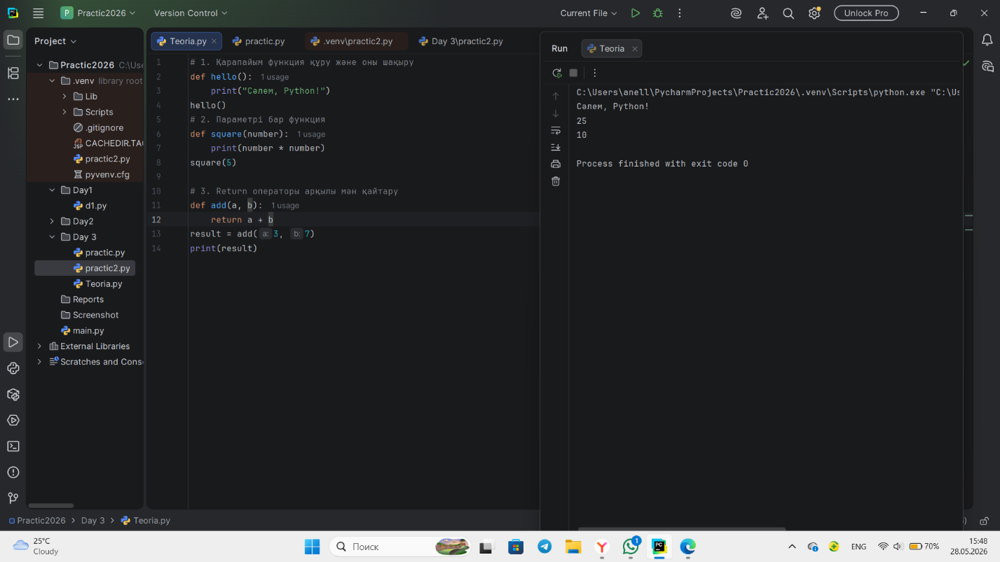 Practic2026 Version Control Current File Unlock Pro
Project
Practic2026 C:\Use
.venv library root
Lib
Scripts
.gitignore
CACHEDIR.TAG
practic2.py
pyvenv.cfg
Day1
d1.py
Day2
Day 3
practic.py
practic2.py
Teoria.py
Reports
Screenshot
main.py
External Libraries
Scratches and Conso
Teoria.py practic.py .venv\practic2.py Day 3\practic2.py
1 # 1. Қарапайым функция құру және оны шақыру
2 def hello(): 1 usage
3 print("Сәлем, Python!")
4 hello()
5 # 2. Параметрі бар функция
6 def square(number): 1 usage
7 print(number * number)
8 square(5)
9
10 # 3. Return операторы арқылы мән қайтару
11 def add(a, b): 1 usage
12 return a + b
13 result = add( a: 3, b: 7)
14 print(result)
Run Teoria
C:\Users\anell\PycharmProjects\Practic2026\.venv\Scripts\python.exe "C:\Us
Сәлем, Python!
25
10
Process finished with exit code 0
Practic2026 > Day 3 > Teoria.py
25°C
Cloudy
Поиск
1
ENG
70%
15:48
28.05.2026